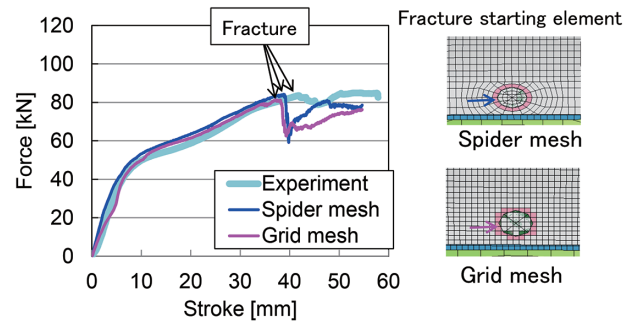 Fracture starting element
Fracture
120
100
80
60
40
20
0
Force [kN]
Experiment
Spider mesh
Grid mesh
0 10 20 30 40 50 60
Stroke [mm]
Spider mesh
Grid mesh